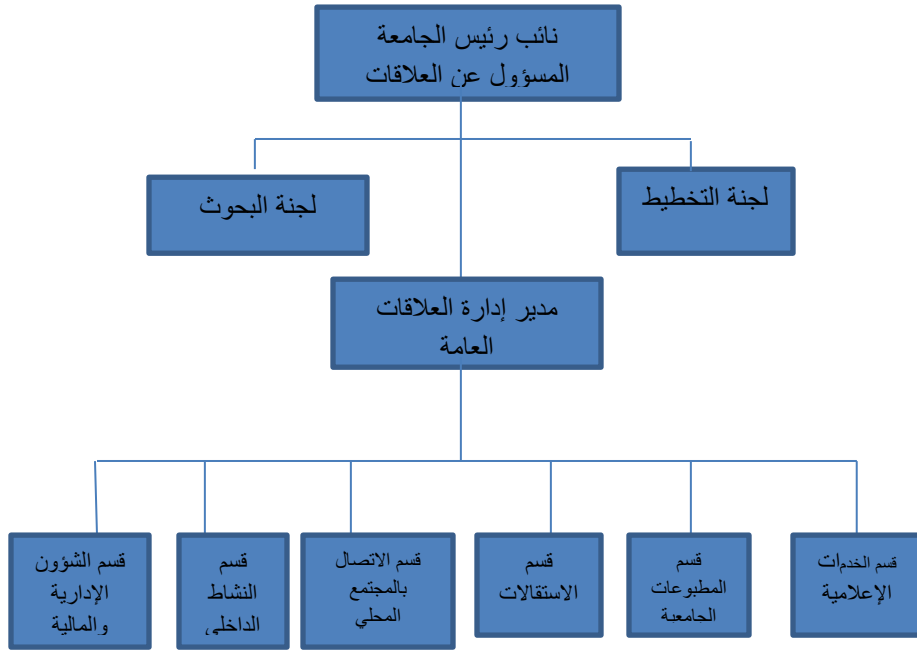 نائب رئيس الجامعة
المسؤول عن العلاقات
لجنة التخطيط
لجنة البحوث
مدير إدارة العلاقات
العامة
قسم الخدمات
الإعلامية
قسم
المطبوعات
الجامعية
قسم
الاستقالات
قسم الاتصال
بالمجتمع
المحلي
قسم
النشاط
الداخلي
قسم الشؤون
الإدارية
والمالية